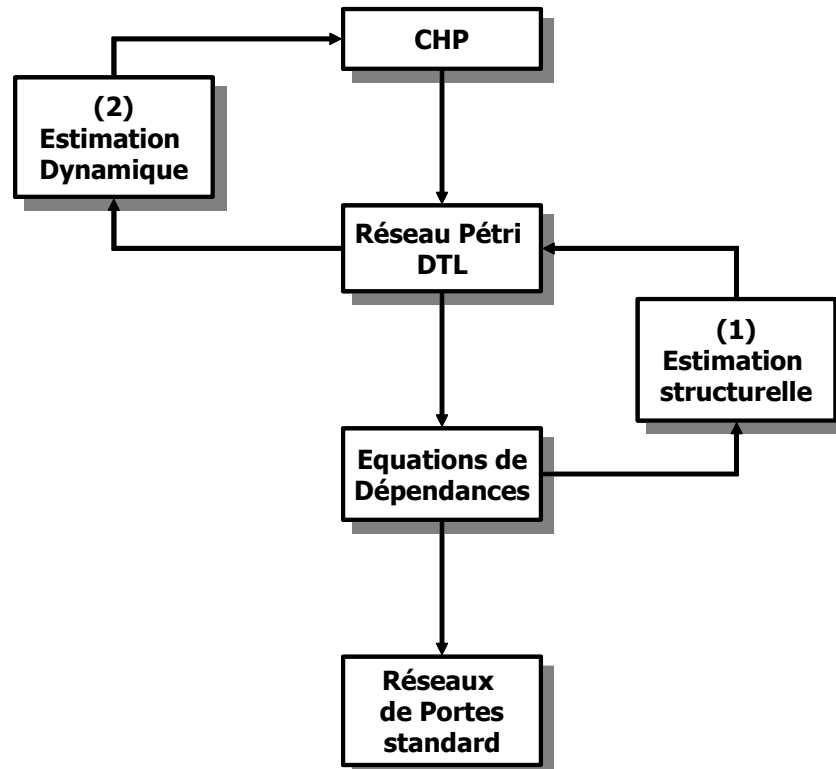 CHP
(2)
Estimation
Dynamique
Réseau Pétri
DTL
(1)
Estimation
structurelle
Equations de
Dépendances
Réseaux
de Portes
standard